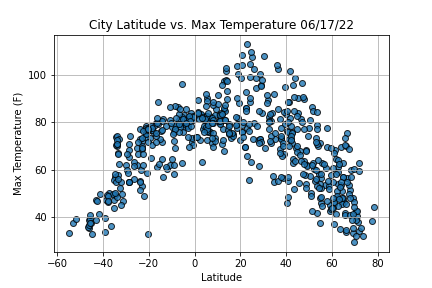 City Latitude vs. Max Temperature 06/17/22
100
80
60
40
Max Temperature (F)
−60 −40 −20 0 20 40 60 80
Latitude